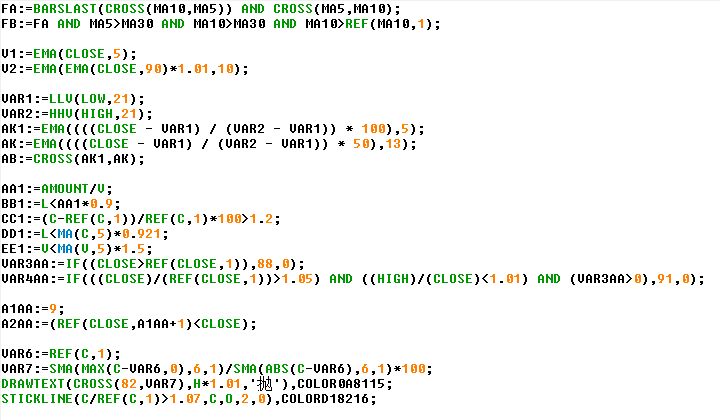 FA:=BARSLAST(CROSS(MA10,MA5)) AND CROSS(MA5,MA10);
FB:=FA AND MA5>MA30 AND MA10>MA30 AND MA10>REF(MA10,1);
V1:=EMA(CLOSE,5);
V2:=EMA(EMA(CLOSE,90)*1.01,10);
VAR1:=LLV(LOW,21);
VAR2:=HHV(HIGH,21);
AK1:=EMA((((CLOSE - VAR1) / (VAR2 - VAR1)) * 100),5);
AK:=EMA((((CLOSE - VAR1) / (VAR2 - VAR1)) * 50),13);
AB:=CROSS(AK1,AK);
AA1:=AMOUNT/V;
BB1:=L<AA1*0.9;
CC1:=(C-REF(C,1))/REF(C,1)*100>1.2;
DD1:=L<MA(C,5)*0.921;
EE1:=V<MA(V,5)*1.5;
VAR3AA:=IF((CLOSE>REF(CLOSE,1)),88,0);
VAR4AA:=IF(((CLOSE)/(REF(CLOSE,1))>1.05) AND ((HIGH)/(CLOSE)<1.01) AND (VAR3AA>0),91,0);
A1AA:=9;
A2AA:=(REF(CLOSE,A1AA+1)<CLOSE);
VAR6:=REF(C,1);
VAR7:=SMA(MAX(C-VAR6,0),6,1)/SMA(ABS(C-VAR6),6,1)*100;
DRAWTEXT(CROSS(82,VAR7),H*1.01,'抛'),COLOR0A8115;
STICKLINE(C/REF(C,1)>1.07,C,O,2,0),COLORD18216;